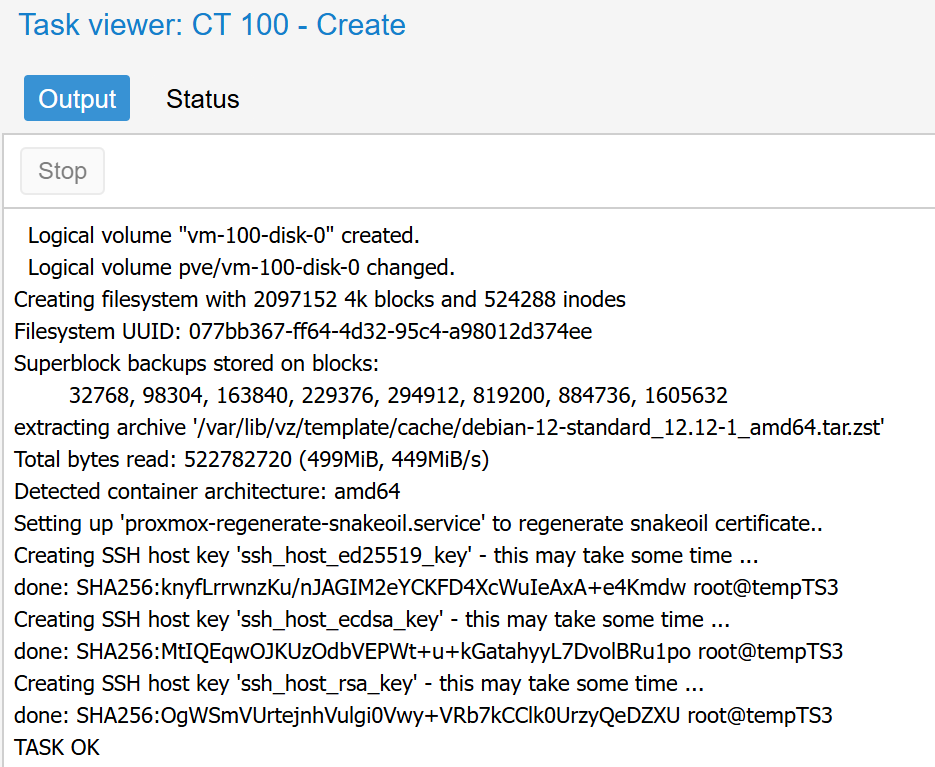 Task viewer: CT 100 - Create
Output Status
Stop
Logical volume "vm-100-disk-0" created.
Logical volume pve/vm-100-disk-0 changed.
Creating filesystem with 2097152 4k blocks and 524288 inodes
Filesystem UUID: 077bb367-ff64-4d32-95c4-a98012d374ee
Superblock backups stored on blocks:
32768, 98304, 163840, 229376, 294912, 819200, 884736, 1605632
extracting archive '/var/lib/vz/template/cache/debian-12-standard_12.12-1_amd64.tar.zst'
Total bytes read: 522782720 (499MiB, 449MiB/s)
Detected container architecture: amd64
Setting up 'proxmox-regenerate-snakeoil.service' to regenerate snakeoil certificate..
Creating SSH host key 'ssh_host_ed25519_key' - this may take some time ...
done: SHA256:knyfLrrwnzKu/nJAGIM2eYCKFD4XcWuIeAxA+e4Kmdw root@tempTS3
Creating SSH host key 'ssh_host_ecdsa_key' - this may take some time ...
done: SHA256:MtIQEqwOJKUzOdbVEPWt+u+kGatahyyL7DvolBRu1po root@tempTS3
Creating SSH host key 'ssh_host_rsa_key' - this may take some time ...
done: SHA256:OgWSmVUrtejnhVulgi0Vwy+VRb7kCClk0UrzyQeDZXU root@tempTS3
TASK OK